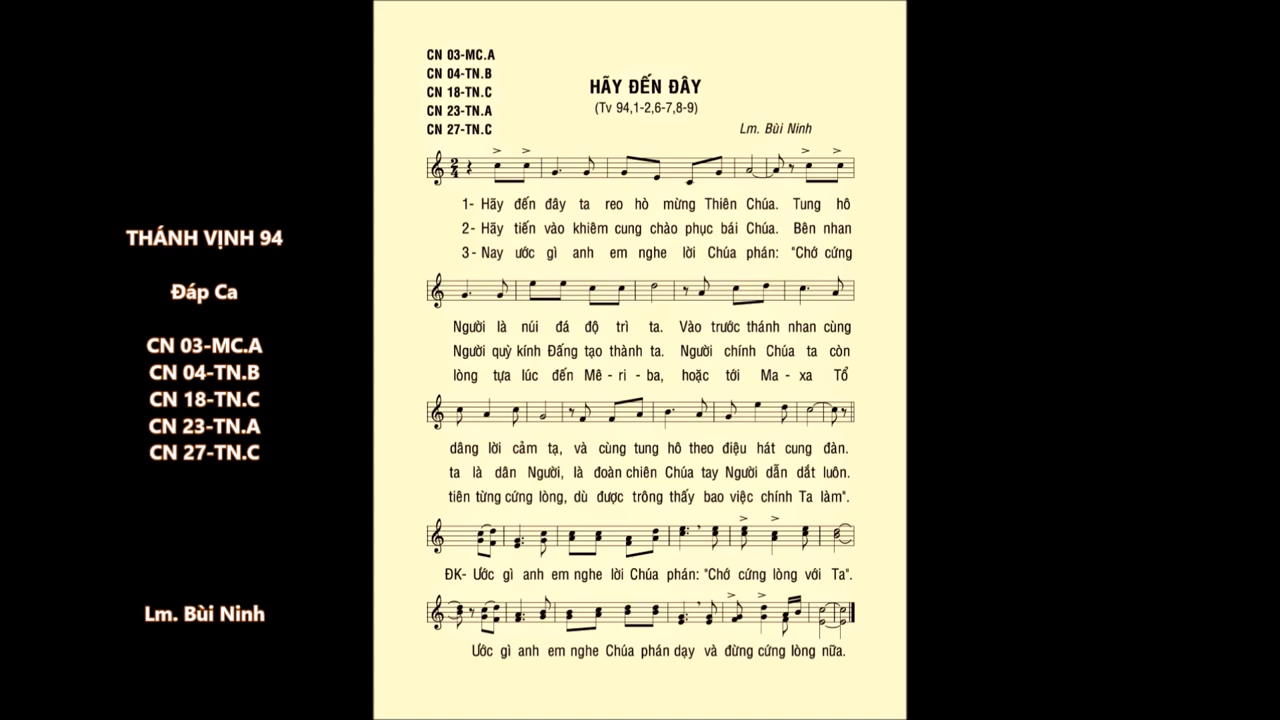 THÁNH VỊNH 94
Đáp Ca
CN 03-MC.A
CN 04-TN.B
CN 18-TN.C
CN 23-TN.A
CN 27-TN.C
Lm. Bùi Ninh
CN 03-MC.A
CN 04-TN.B
CN 18-TN.C
CN 23-TN.A
CN 27-TN.C
HÃY ĐẾN ĐÂY
(Tv 94,1-2,6-7,8-9)
Lm. Bùi Ninh
1- Hãy đến đây ta reo hò mừng Thiên Chúa. Tung hô
2- Hãy tiến vào khiêm cung chào phục bái Chúa. Bên nhan
3- Nay ước gì anh em nghe lời Chúa phán: "Chớ cứng
Người là núi đá độ trì ta. Vào trước thánh nhan cùng
Người quỳ kính Đấng tạo thành ta. Người chính Chúa ta còn
lòng tựa lúc đến Mê - ri - ba, hoặc tới Ma - xa Tổ
dâng lời cảm tạ, và cùng tung hô theo điệu hát cung đàn.
ta là dân Người, là đoàn chiên Chúa tay Người dẫn dắt luôn.
tiên từng cứng lòng, dù được trông thấy bao việc chính Ta làm".
ĐK- Ước gì anh em nghe lời Chúa phán: "Chớ cứng lòng với Ta".
Ước gì anh em nghe Chúa phán dạy và đừng cứng lòng nữa.